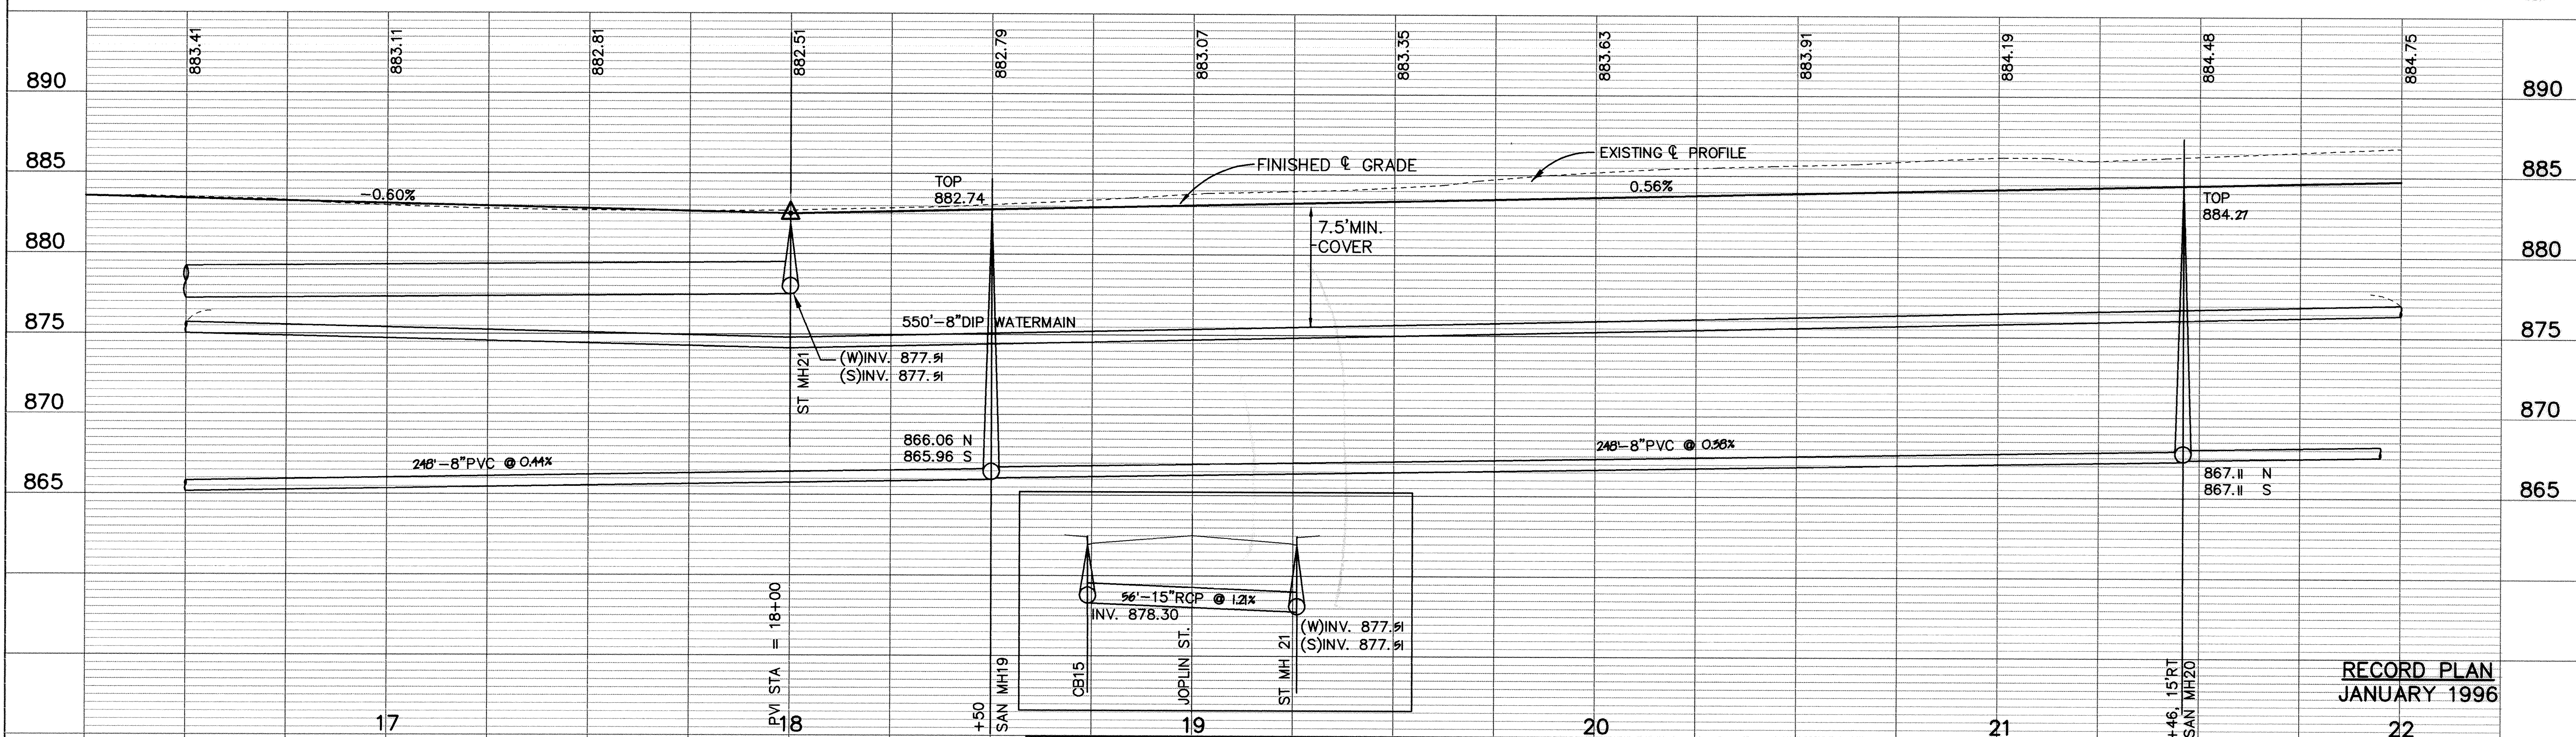 883.41
883.11
882.81
882.51
882.79
883.07
883.35
883.63
883.91
884.19
884.48
884.75
890
890
885
885
880
880
875
875
870
870
865
865
-0.60%
TOP
882.74
FINISHED ℄ GRADE
EXISTING ℄ PROFILE
0.56%
TOP
884.27
7.5'MIN.
COVER
550'-8"DIP WATERMAIN
(W)INV. 877.51
(S)INV. 877.51
ST MH21
866.06 N
865.96 S
248'-8"PVC @ 0.44%
248'-8"PVC @ 0.38%
867.11 N
867.11 S
56'-15"RCP @ 1.21%
INV. 878.30
(W)INV. 877.51
(S)INV. 877.51
CB15
JOPLIN ST.
ST MH 21
PVI STA = 18+00
+50
SAN MH19
+46, 15'RT
SAN MH20
RECORD PLAN
JANUARY 1996
17
18
19
20
21
22